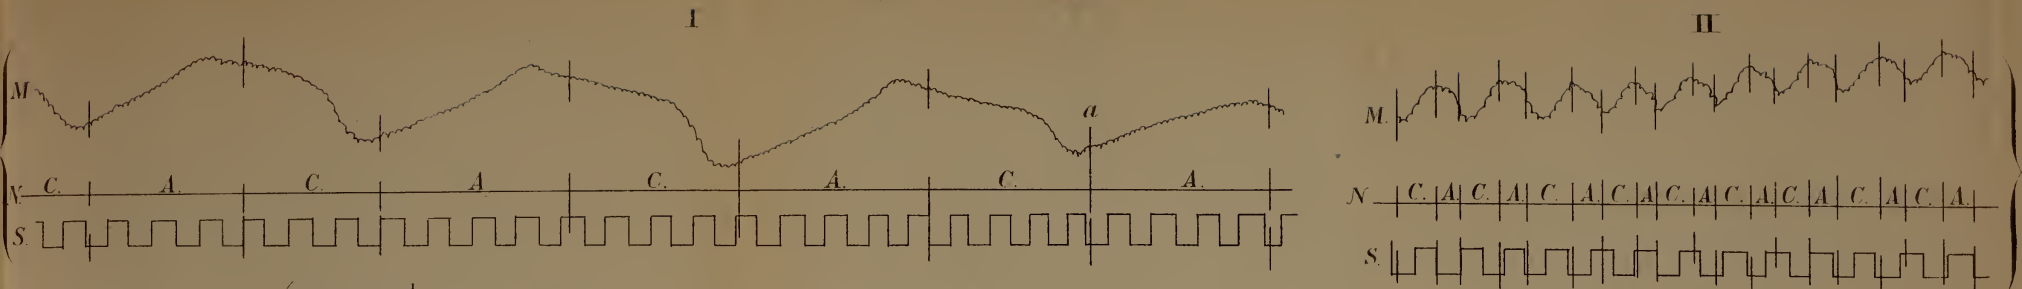 I II
M a
M.
N. C. A. C. A C. A. C. A.
N C. A. C. A. C. A. C. A C. A C. A. C. A C. A C. A.
S.
S.